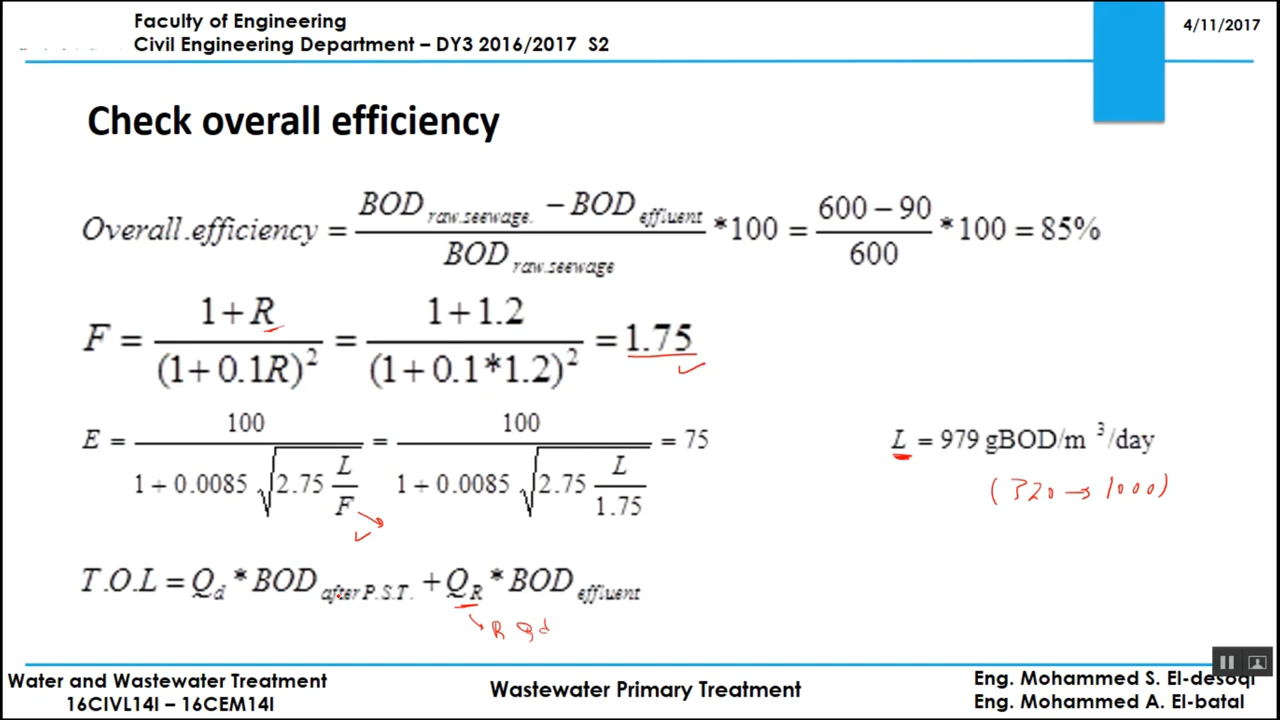 Faculty of Engineering
Civil Engineering Department – DY3 2016/2017 S2
4/11/2017
Check overall efficiency
Overall.efficiency = (BOD raw.seewage. − BOD effluent) / (BOD raw.seewage) *100 = (600 − 90) / 600 *100 = 85%
F = (1 + R) / (1 + 0.1R)² = (1 + 1.2) / (1 + 0.1*1.2)² = 1.75
E = 100 / (1 + 0.0085 √(2.75 L/F)) = 100 / (1 + 0.0085 √(2.75 L/1.75)) = 75
L = 979 gBOD/m³/day
(320 → 1000)
T.O.L = Q_d * BOD after P.S.T. + Q_R * BOD effluent
R Qd
Water and Wastewater Treatment
16CIVL14I – 16CEM14I
Wastewater Primary Treatment
Eng. Mohammed S. El-desoqi
Eng. Mohammed A. El-batal